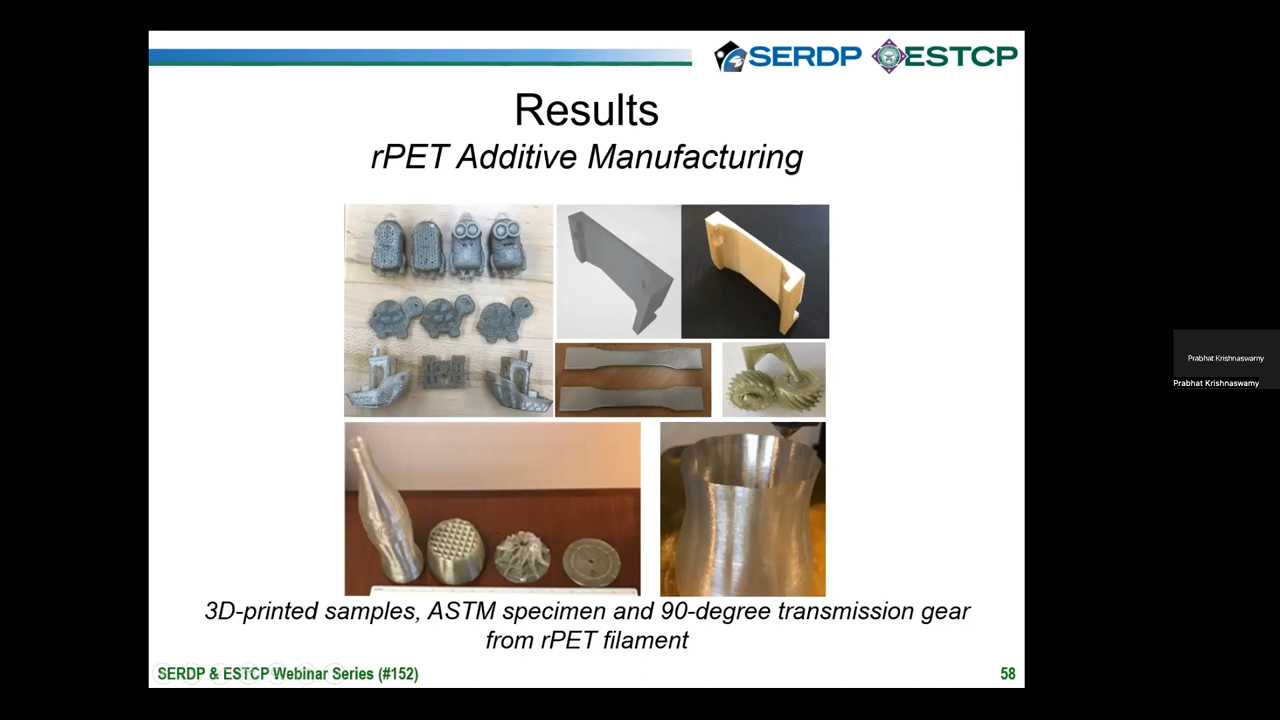 SERDP ESTCP
Results
rPET Additive Manufacturing
3D-printed samples, ASTM specimen and 90-degree transmission gear
from rPET filament
SERDP & ESTCP Webinar Series (#152)
58
Prabhat Krishnaswamy
Prabhat Krishnaswamy